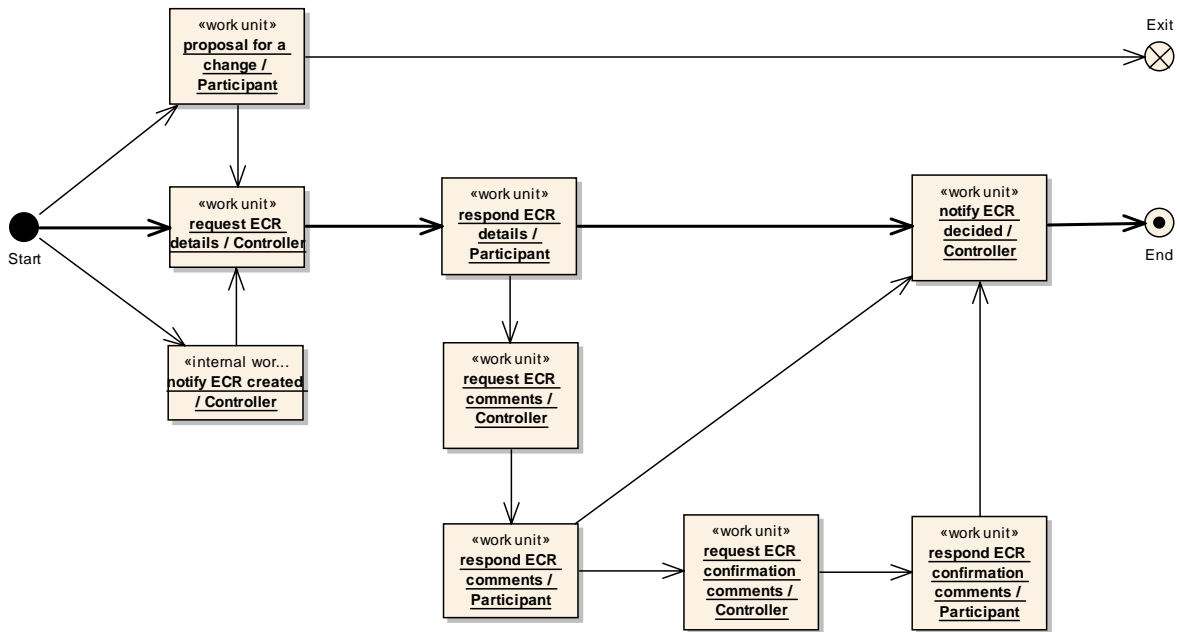 «work unit»
proposal for a
change /
Participant
Exit
«work unit»
request ECR
details / Controller
«work unit»
respond ECR
details /
Participant
«work unit»
notify ECR
decided /
Controller
Start
End
«internal wor...
notify ECR created
/ Controller
«work unit»
request ECR
comments /
Controller
«work unit»
respond ECR
comments /
Participant
«work unit»
request ECR
confirmation
comments /
Controller
«work unit»
respond ECR
confirmation
comments /
Participant